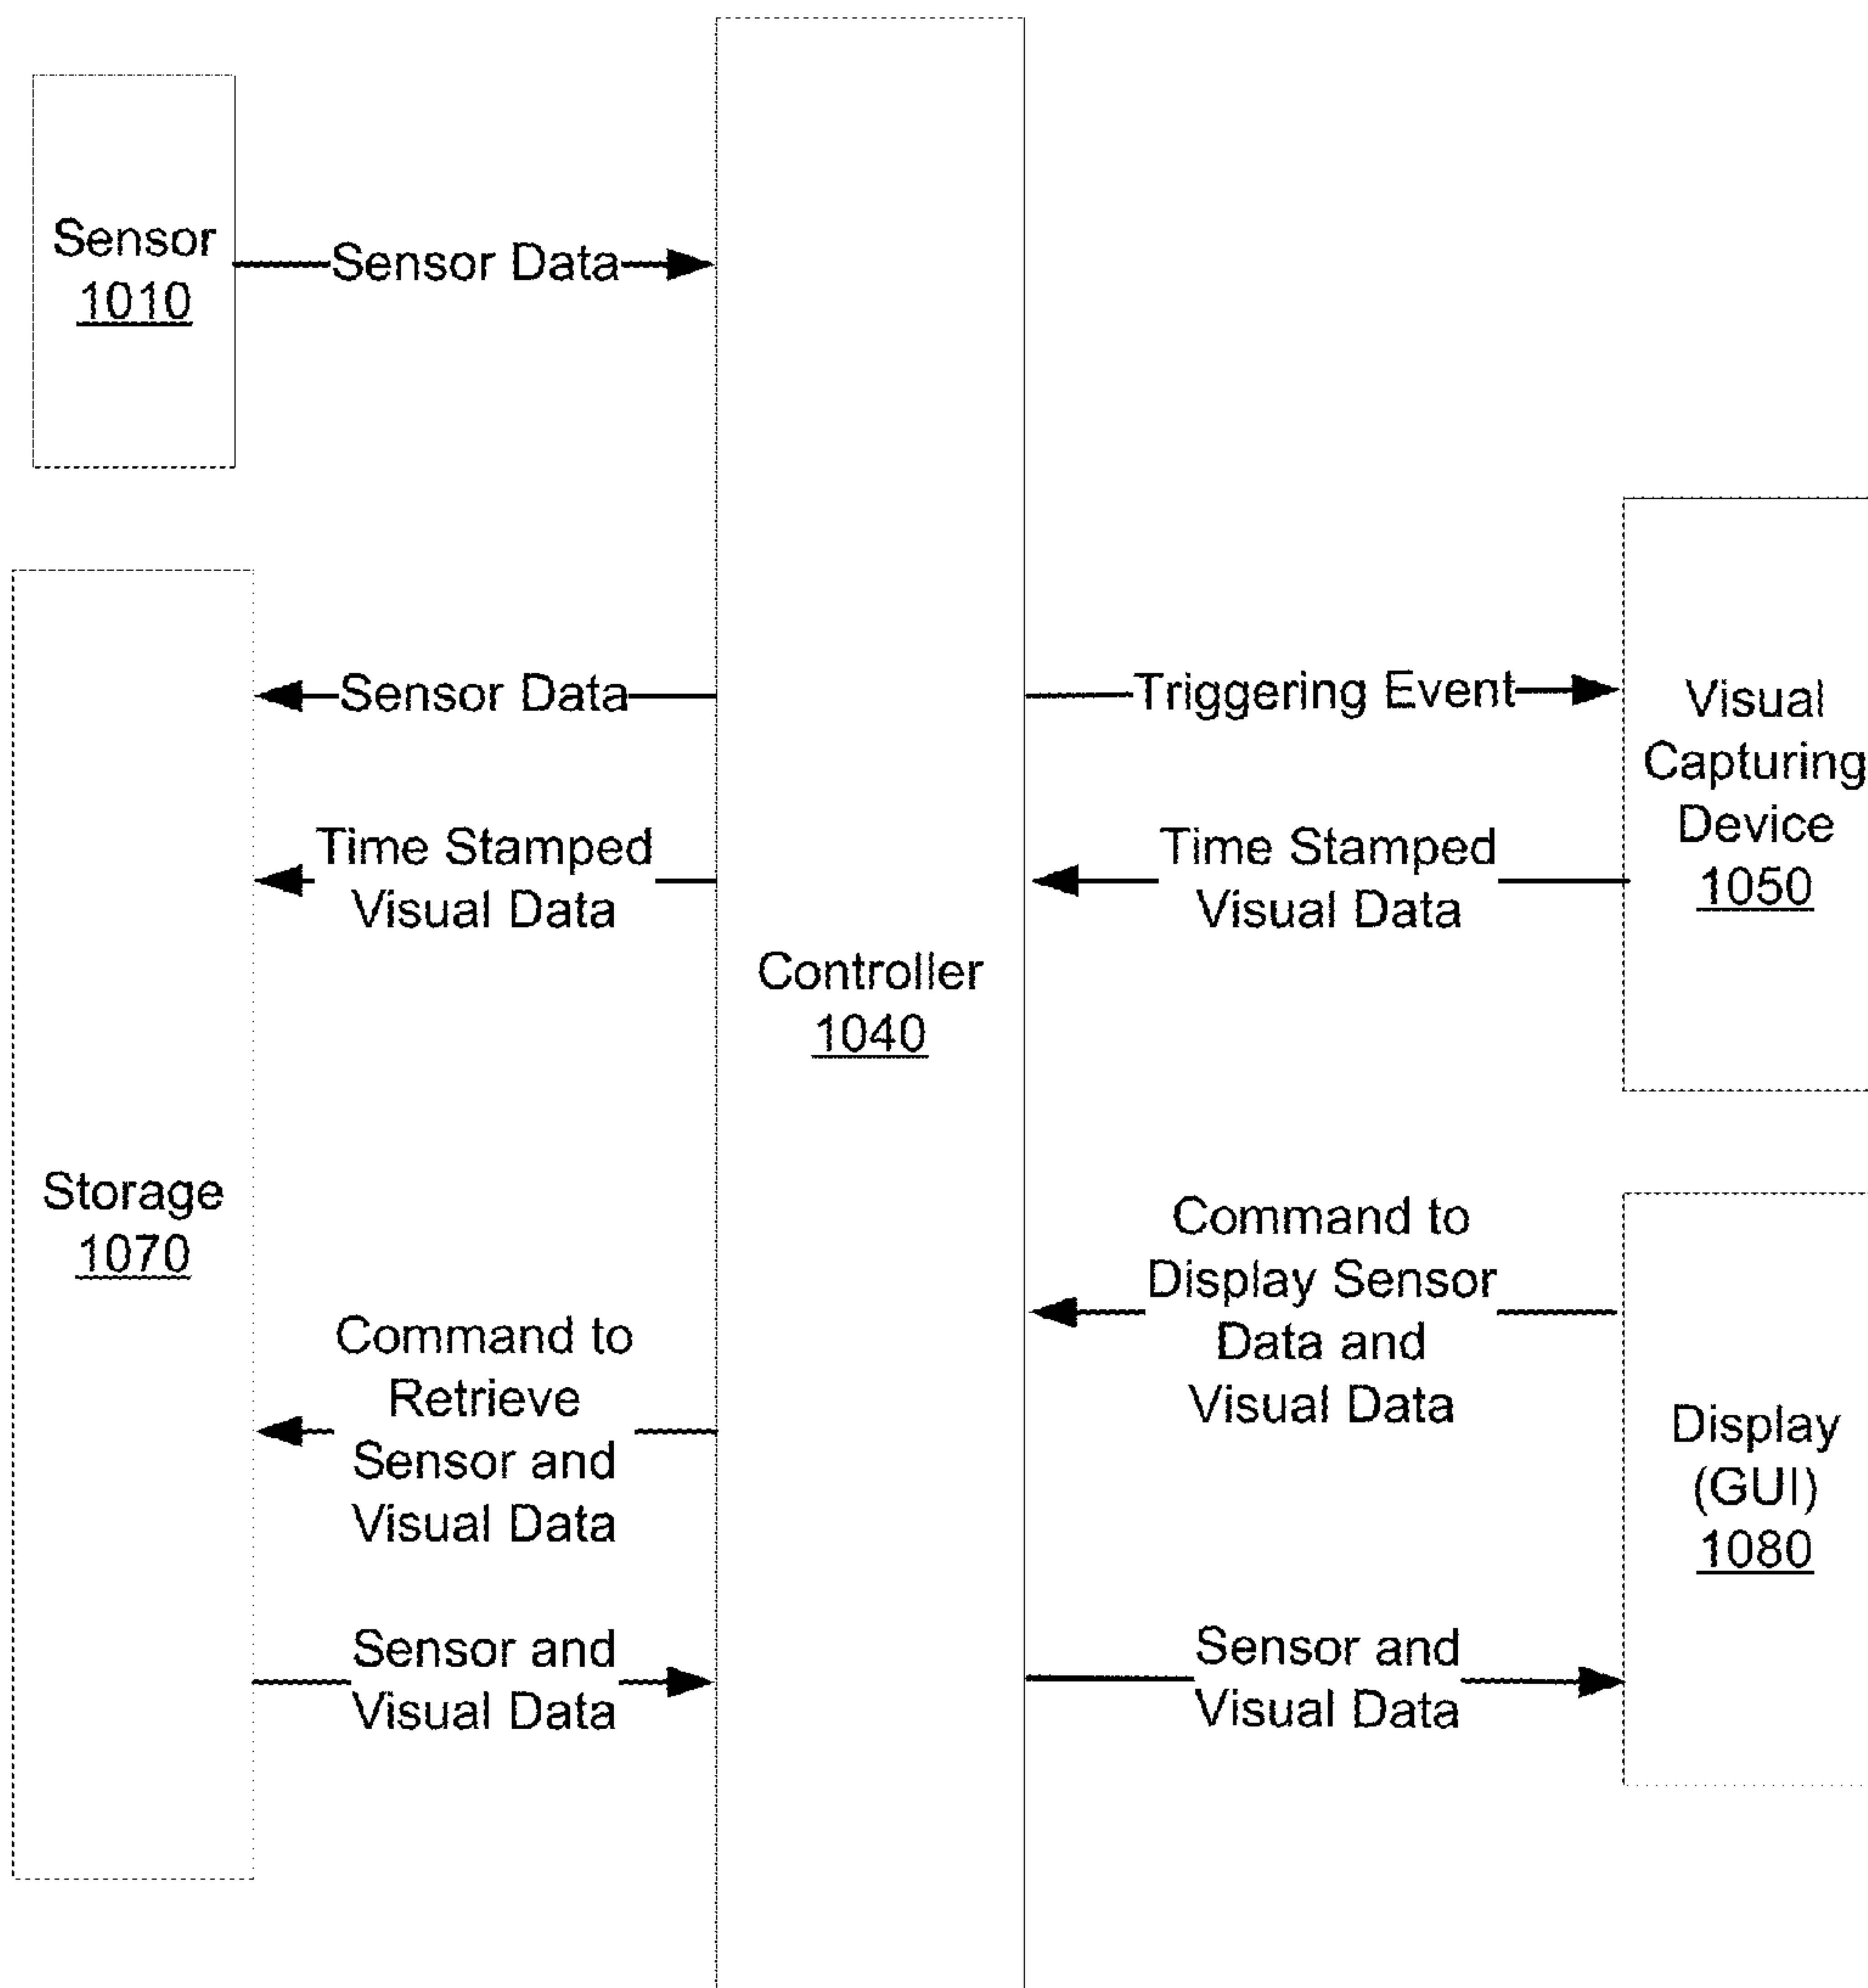 Sensor
1010
Sensor Data
Sensor Data
Triggering Event
Visual
Capturing
Device
1050
Time Stamped
Visual Data
Time Stamped
Visual Data
Controller
1040
Storage
1070
Command to
Display Sensor
Data and
Visual Data
Command to
Retrieve
Sensor and
Visual Data
Display
(GUI)
1080
Sensor and
Visual Data
Sensor and
Visual Data